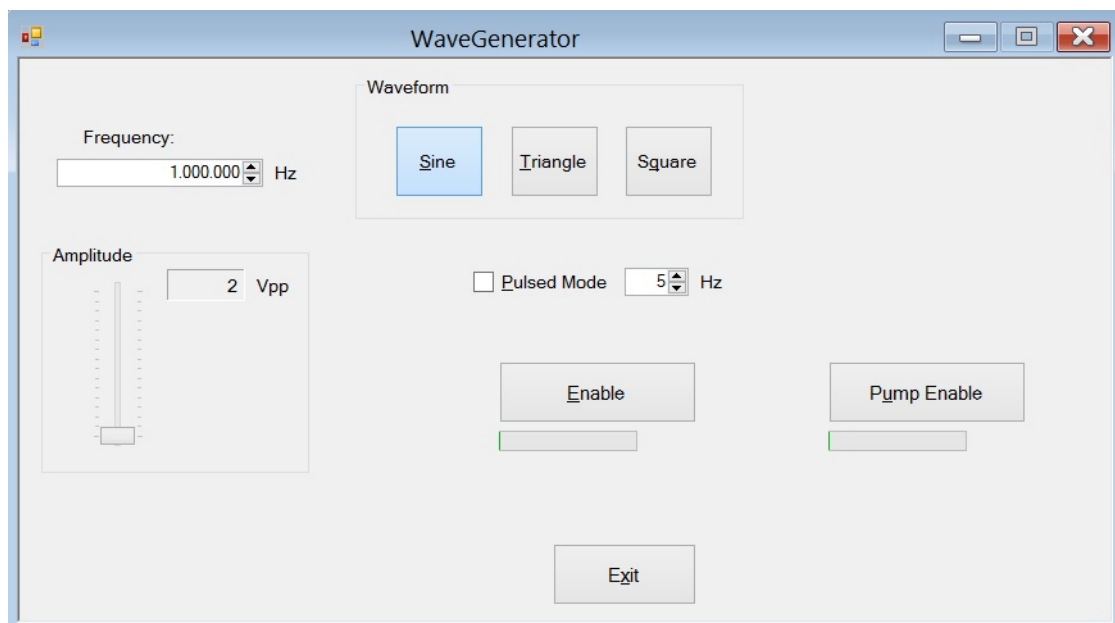 WaveGenerator
Waveform
Frequency:
1.000.000 Hz
Sine Triangle Square
Amplitude
2 Vpp
Pulsed Mode 5 Hz
Enable Pump Enable
Exit